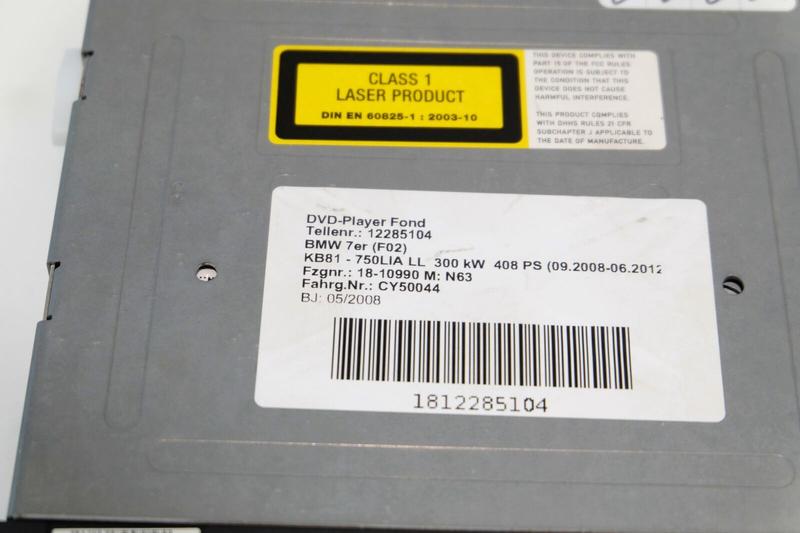 CLASS 1
LASER PRODUCT
DIN EN 60825-1 : 2003-10
THIS DEVICE COMPLIES WITH
PART 15 OF THE FCC RULES
OPERATION IS SUBJECT TO
THE CONDITION THAT THIS
DEVICE DOES NOT CAUSE
HARMFUL INTERFERENCE.
THIS PRODUCT COMPLIES
WITH DHHS RULES 21 CFR
SUBCHAPTER J APPLICABLE TO
THE DATE OF MANUFACTURE.
DVD-Player Fond
Teilenr.: 12285104
BMW 7er (F02)
KB81 - 750LIA LL 300 kW 408 PS (09.2008-06.2012
Fzgnr.: 18-10990 M: N63
Fahrg.Nr.: CY50044
BJ: 05/2008
1812285104